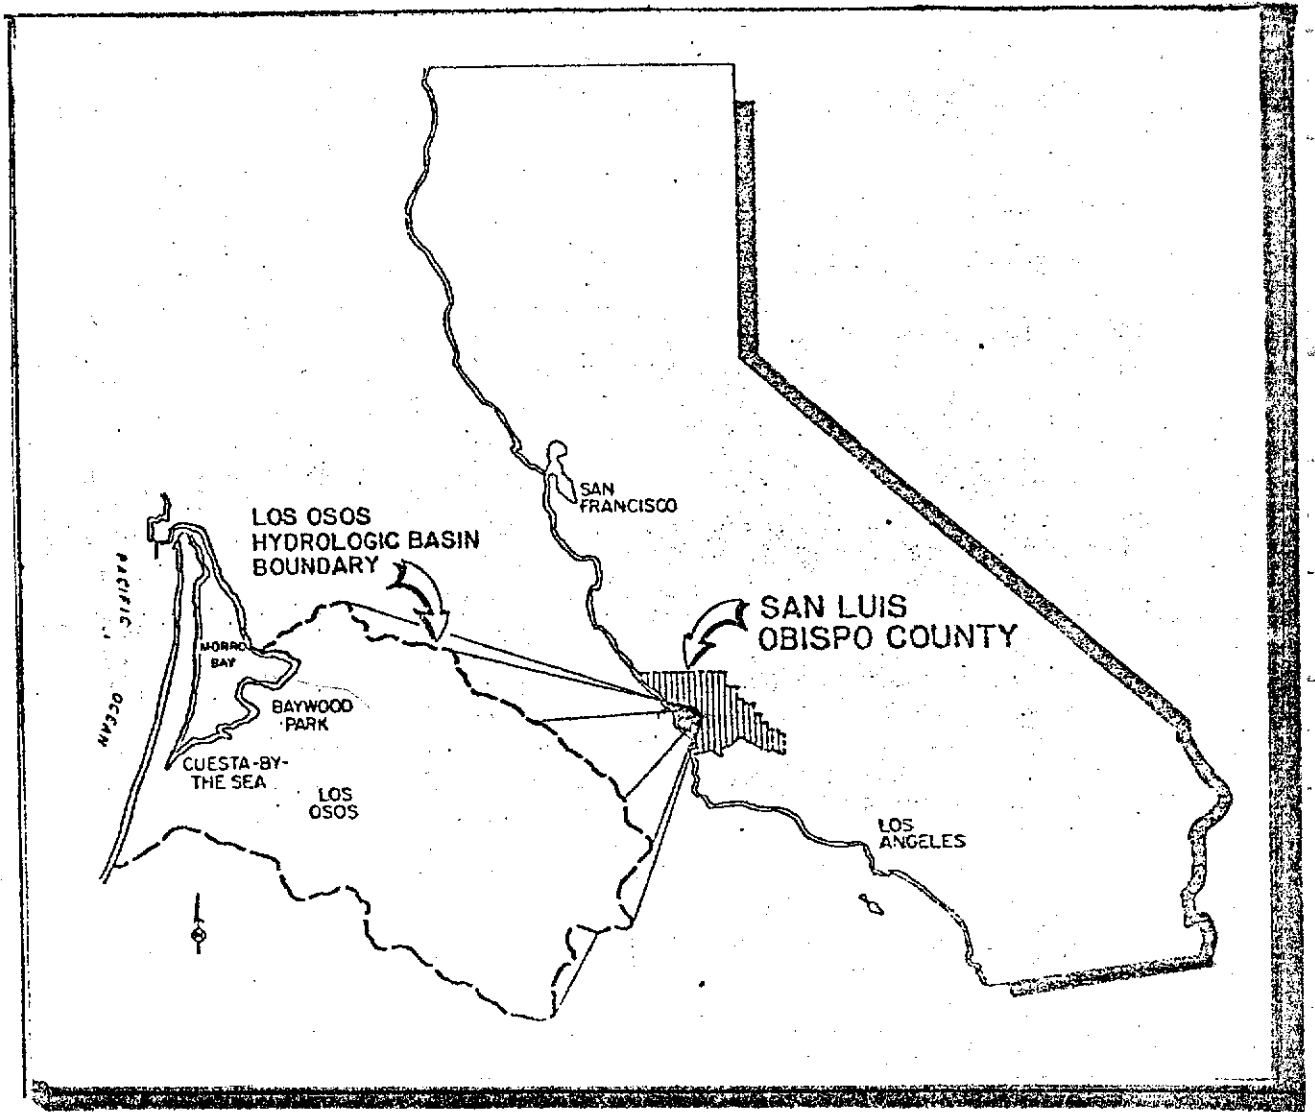 SAN
FRANCISCO
LOS OSOS
HYDROLOGIC BASIN
BOUNDARY
PACIFIC
OCEAN
SAN LUIS
OBISPO COUNTY
MORRO
BAY
BAYWOOD
PARK
CUESTA-BY-
THE SEA
LOS
OSOS
LOS
ANGELES